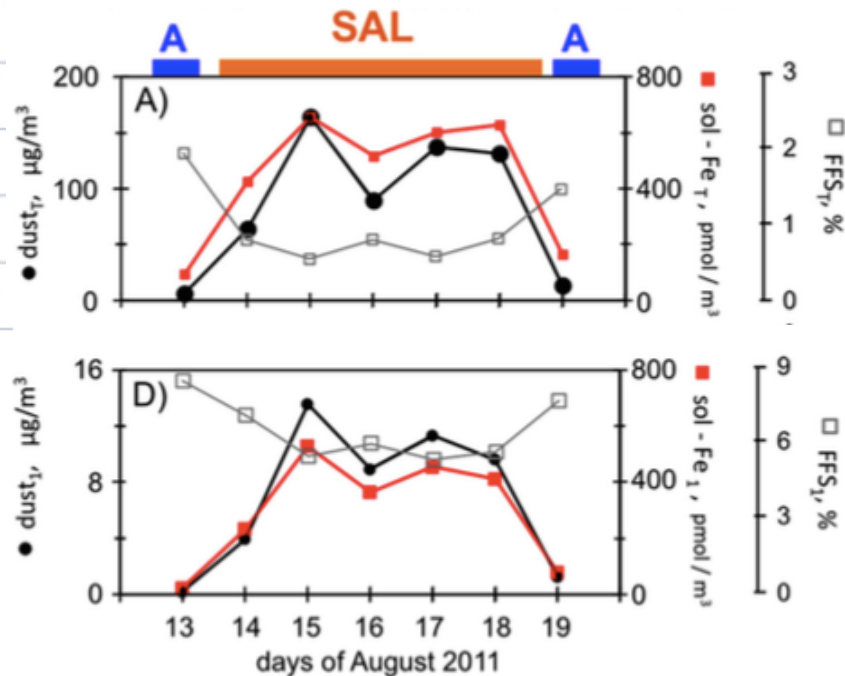 A SAL A
A)
200
100
0
dust_T, µg/m³
800
400
0
sol - Fe_T, pmol / m³
3
2
1
0
FFS_T, %
D)
16
8
0
dust_1, µg/m³
800
400
0
sol - Fe_1, pmol / m³
9
6
3
0
FFS_1, %
13 14 15 16 17 18 19
days of August 2011